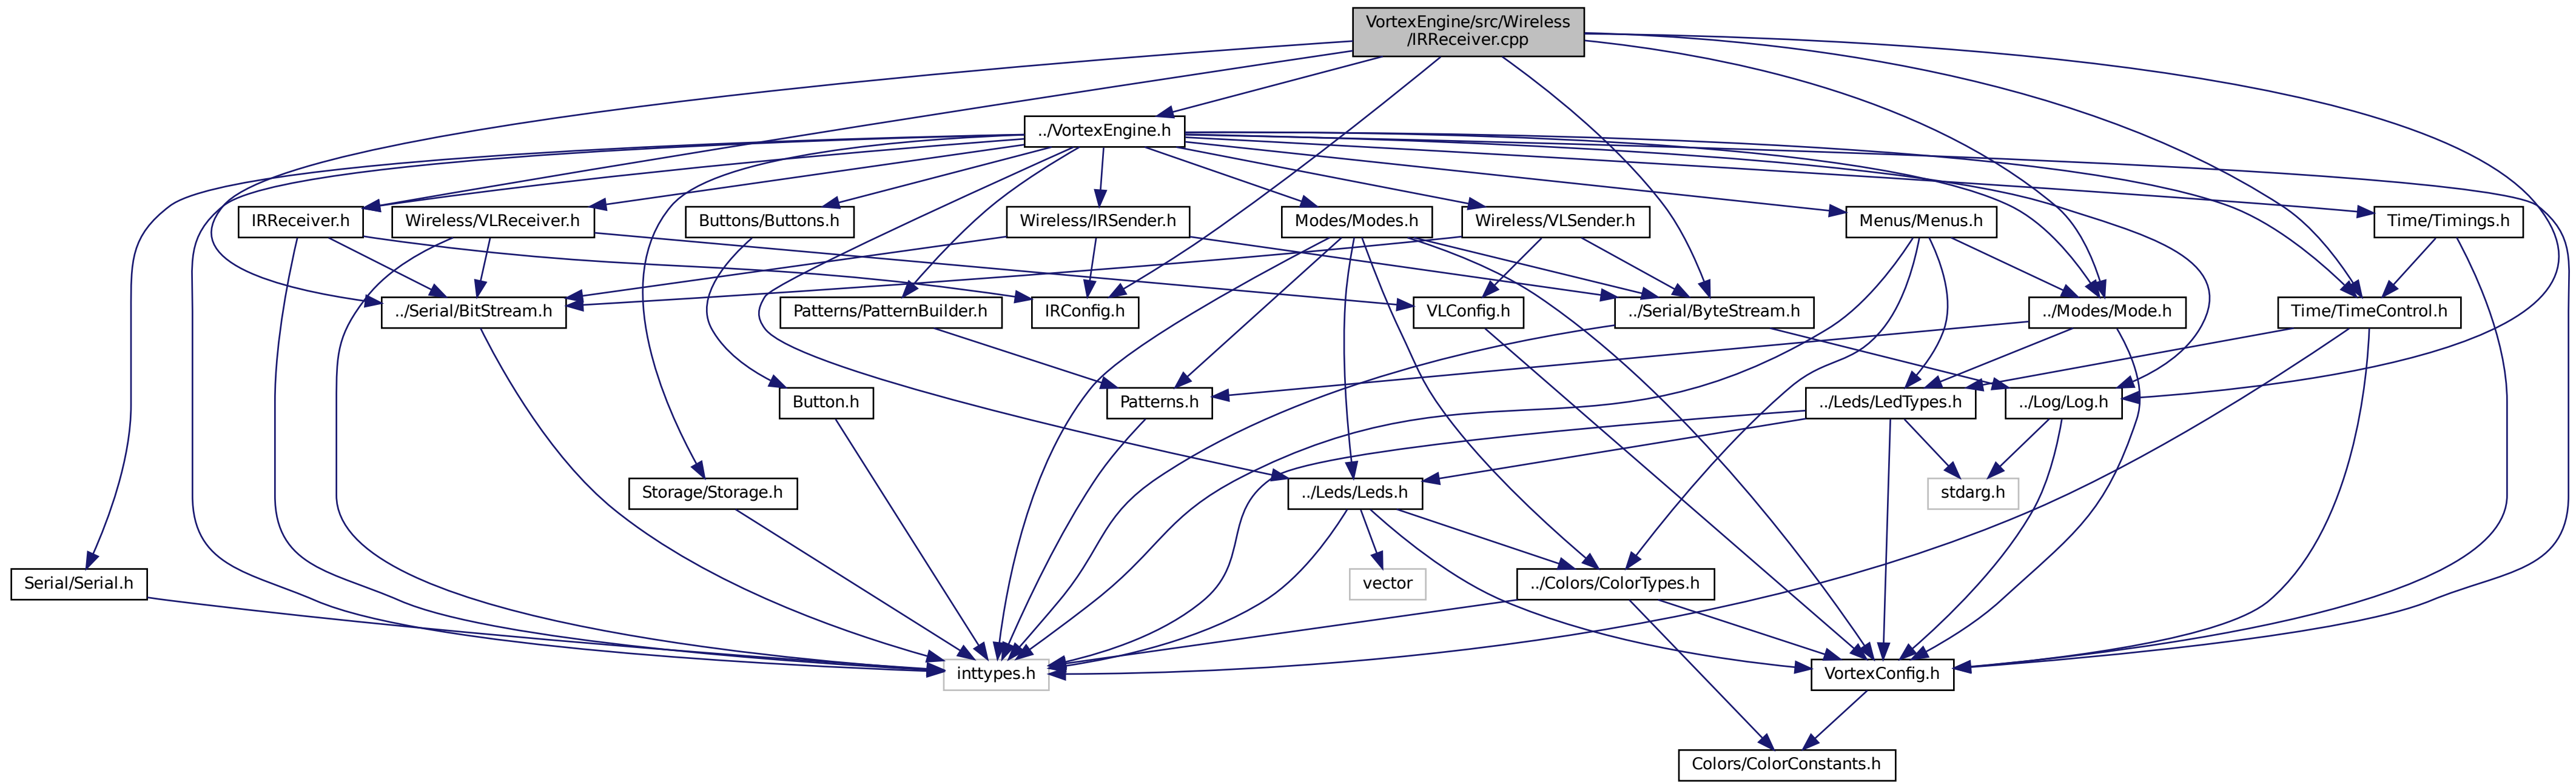 VortexEngine/src/Wireless
/IRReceiver.cpp
../VortexEngine.h
IRReceiver.h
Wireless/VLReceiver.h
Buttons/Buttons.h
Wireless/IRSender.h
Modes/Modes.h
Wireless/VLSender.h
Menus/Menus.h
Time/Timings.h
../Serial/BitStream.h
Patterns/PatternBuilder.h
IRConfig.h
VLConfig.h
../Serial/ByteStream.h
../Modes/Mode.h
Time/TimeControl.h
Button.h
Patterns.h
../Leds/LedTypes.h
../Log/Log.h
Storage/Storage.h
../Leds/Leds.h
stdarg.h
Serial/Serial.h
vector
../Colors/ColorTypes.h
inttypes.h
VortexConfig.h
Colors/ColorConstants.h